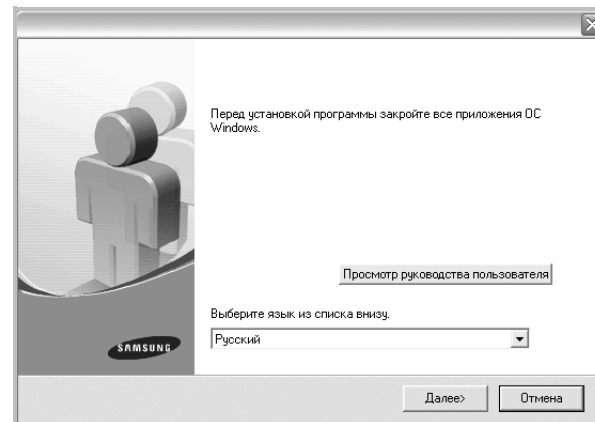 Перед установкой программы закройте все приложения ОС
Windows.
Просмотр руководства пользователя
Выберите язык из списка внизу.
Русский
SAMSUNG
Далее>
Отмена